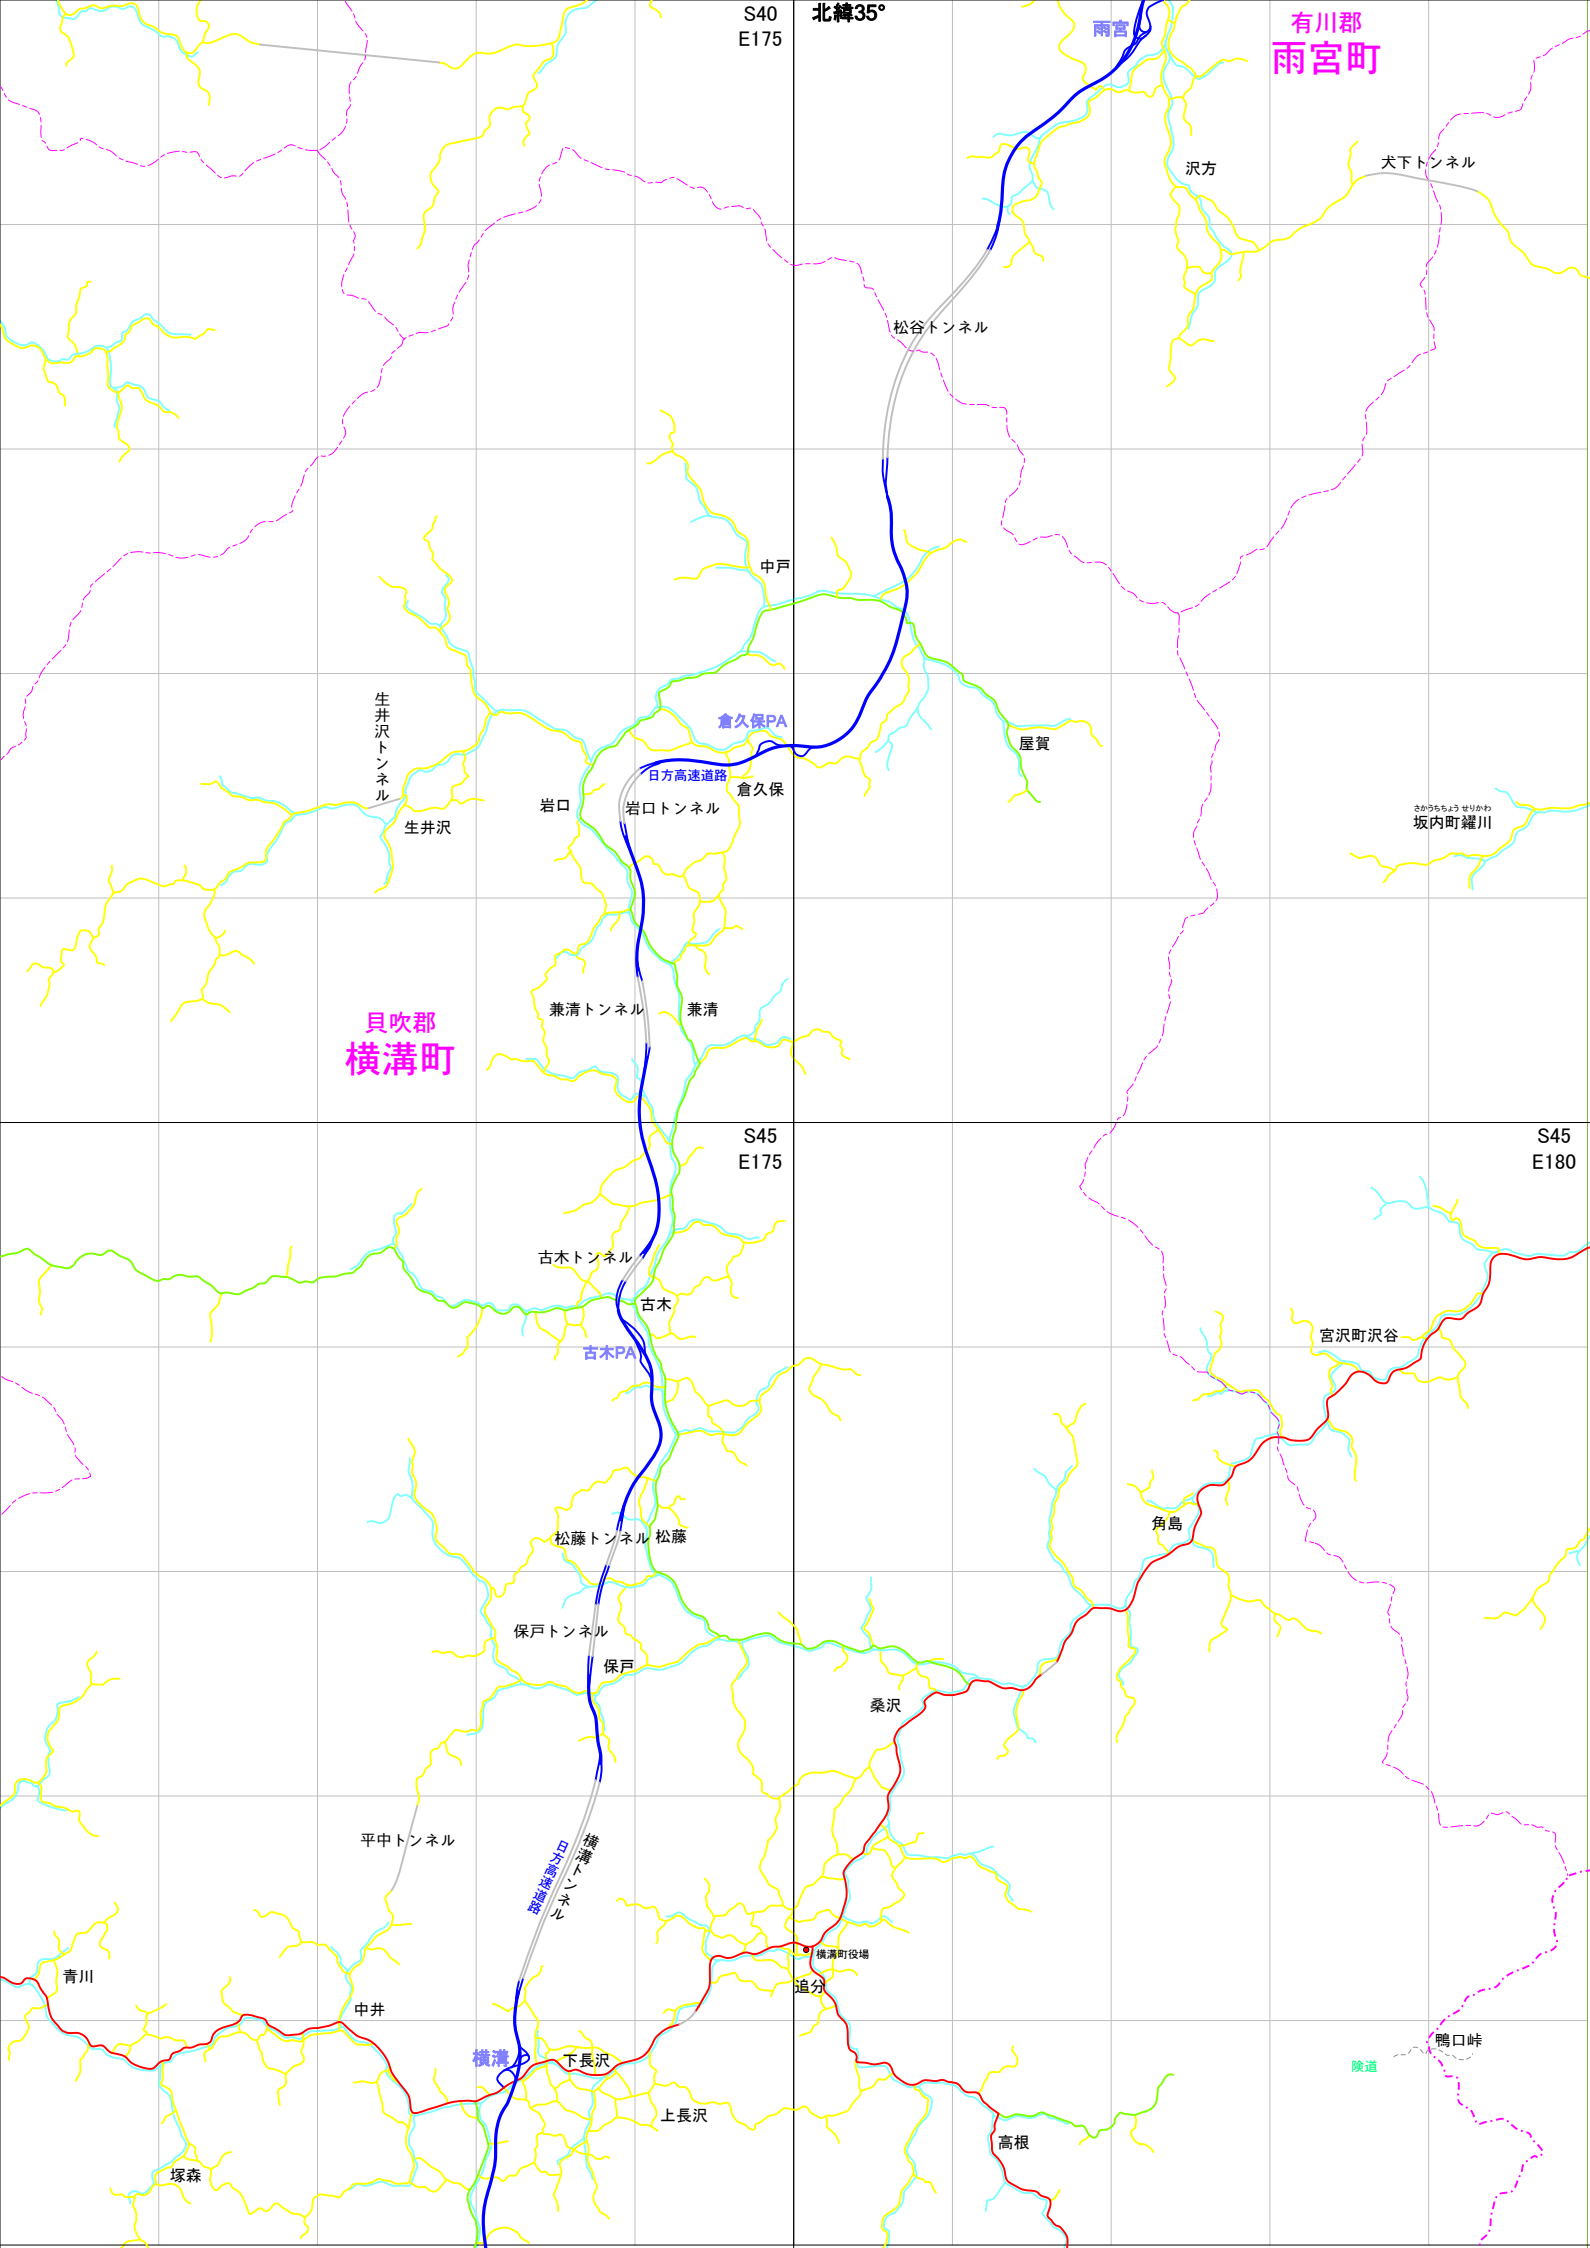 S40
E175
北緯35°
雨宮
有川郡
雨宮町
沢方
犬下トンネル
松谷トンネル
中戸
生井沢トンネル
倉久保PA
屋賀
日方高速道路
倉久保
岩口
岩口トンネル
生井沢
さかうちちょう せりかわ
坂内町糶川
兼清トンネル
兼清
貝吹郡
横溝町
S45
E175
S45
E180
古木トンネル
古木
古木PA
宮沢町沢谷
角島
松藤トンネル
松藤
保戸トンネル
保戸
桑沢
平中トンネル
横溝トンネル
日方高速道路
横溝町役場
追分
青川
中井
横溝
下長沢
上長沢
鴨口峠
険道
高根
塚森